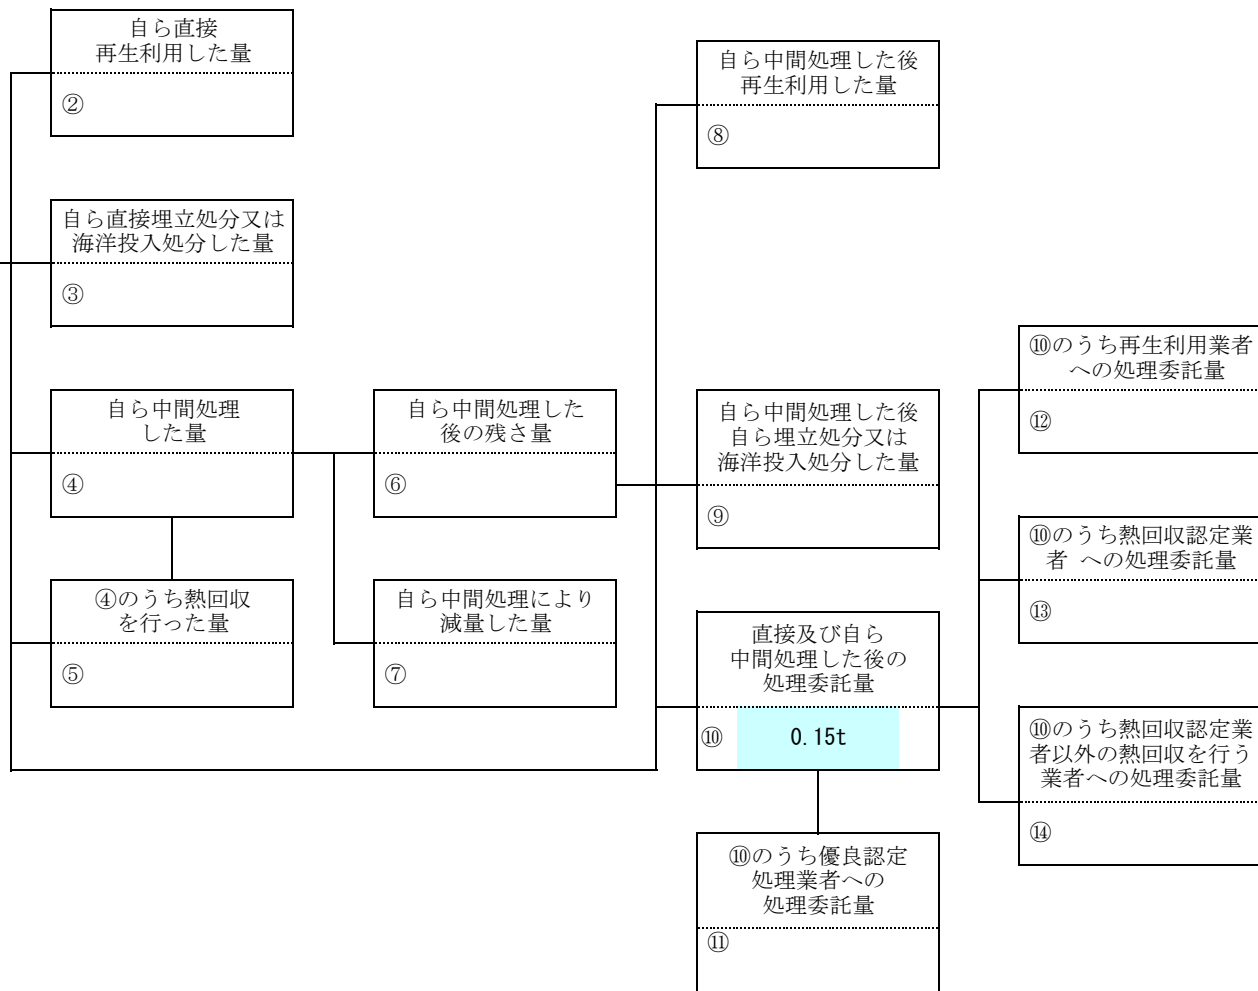 自ら直接
再生利用した量
②
自ら直接埋立処分又は
海洋投入処分した量
③
自ら中間処理
した量
④
④のうち熱回収
を行った量
⑤
自ら中間処理した
後の残さ量
⑥
自ら中間処理により
減量した量
⑦
自ら中間処理した後
再生利用した量
⑧
自ら中間処理した後
自ら埋立処分又は
海洋投入処分した量
⑨
直接及び自ら
中間処理した後の
処理委託量
⑩ 0.15t
⑩のうち優良認定
処理業者への
処理委託量
⑪
⑩のうち再生利用業者
への処理委託量
⑫
⑩のうち熱回収認定業
者 への処理委託量
⑬
⑩のうち熱回収認定業
者以外の熱回収を行う
業者への処理委託量
⑭